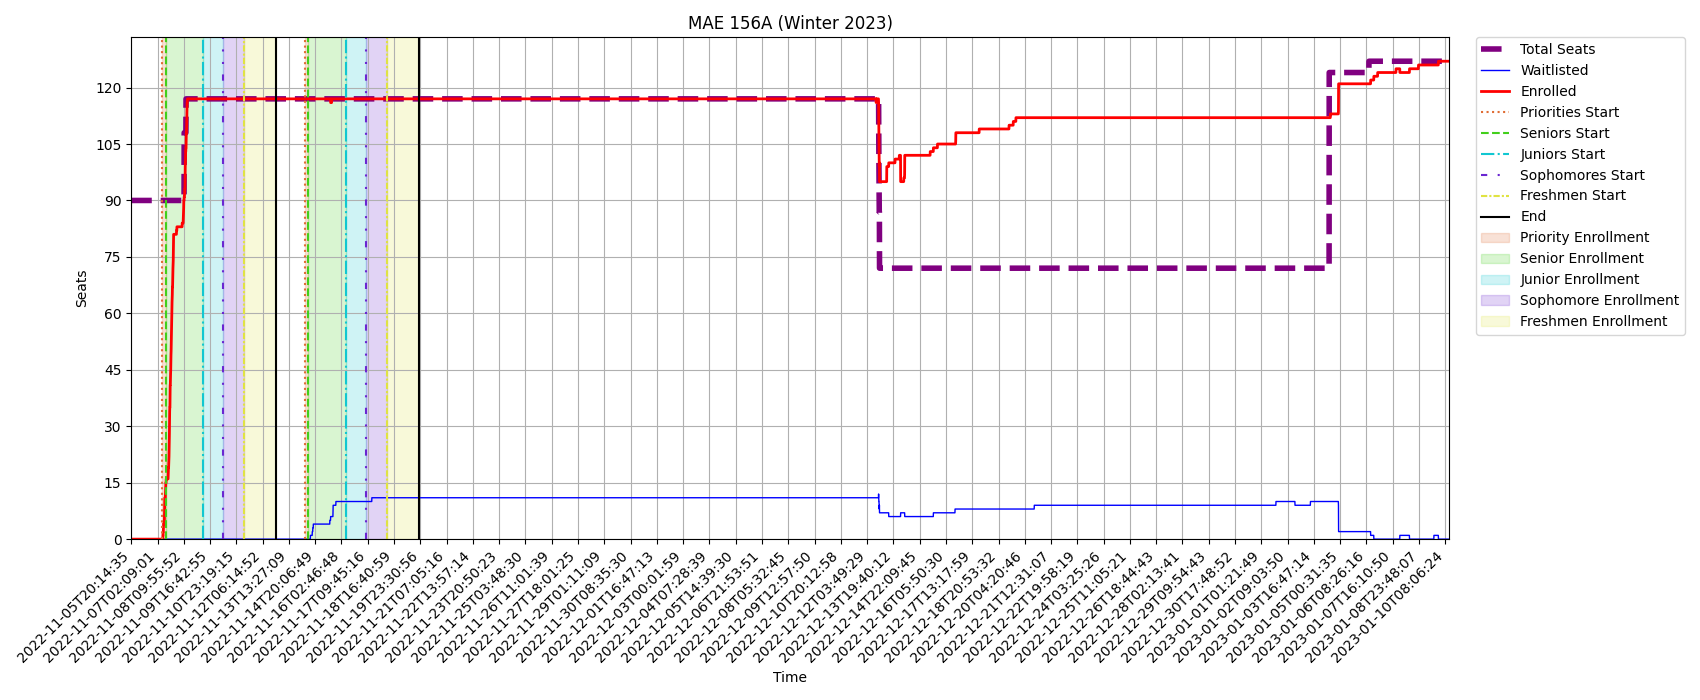 MAE 156A (Winter 2023)
Seats
120
105
90
75
60
45
30
15
0
2022-11-05T20:14:35
2022-11-07T02:09:01
2022-11-08T09:55:52
2022-11-09T16:42:55
2022-11-10T23:19:15
2022-11-12T06:14:52
2022-11-13T13:27:09
2022-11-14T20:06:49
2022-11-16T02:46:48
2022-11-17T09:45:16
2022-11-18T16:40:59
2022-11-19T23:30:56
2022-11-21T07:05:16
2022-11-22T13:57:14
2022-11-23T20:50:23
2022-11-25T03:48:30
2022-11-26T11:01:39
2022-11-27T18:01:25
2022-11-29T01:11:09
2022-11-30T08:35:30
2022-12-01T16:47:13
2022-12-03T00:01:59
2022-12-04T07:28:39
2022-12-05T14:39:30
2022-12-06T21:53:51
2022-12-08T05:32:45
2022-12-09T12:57:50
2022-12-10T20:12:58
2022-12-12T03:49:29
2022-12-13T19:40:12
2022-12-14T22:09:45
2022-12-16T05:50:30
2022-12-17T13:17:59
2022-12-18T20:53:32
2022-12-20T04:20:46
2022-12-21T12:31:07
2022-12-22T19:58:19
2022-12-24T03:25:26
2022-12-25T11:05:21
2022-12-26T18:44:43
2022-12-28T02:13:41
2022-12-29T09:54:43
2022-12-30T17:48:52
2023-01-01T01:21:49
2023-01-02T09:03:50
2023-01-03T16:47:14
2023-01-05T00:31:35
2023-01-06T08:26:16
2023-01-07T16:10:50
2023-01-08T23:48:07
2023-01-10T08:06:24
Time
Total Seats
Waitlisted
Enrolled
Priorities Start
Seniors Start
Juniors Start
Sophomores Start
Freshmen Start
End
Priority Enrollment
Senior Enrollment
Junior Enrollment
Sophomore Enrollment
Freshmen Enrollment